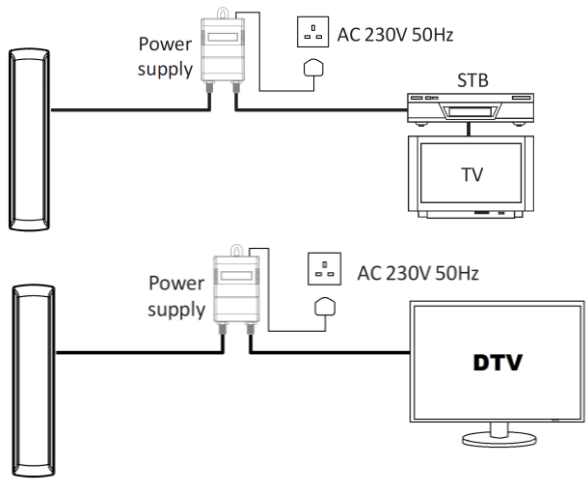 Power
supply
AC 230V 50Hz
STB
TV
Power
supply
AC 230V 50Hz
DTV